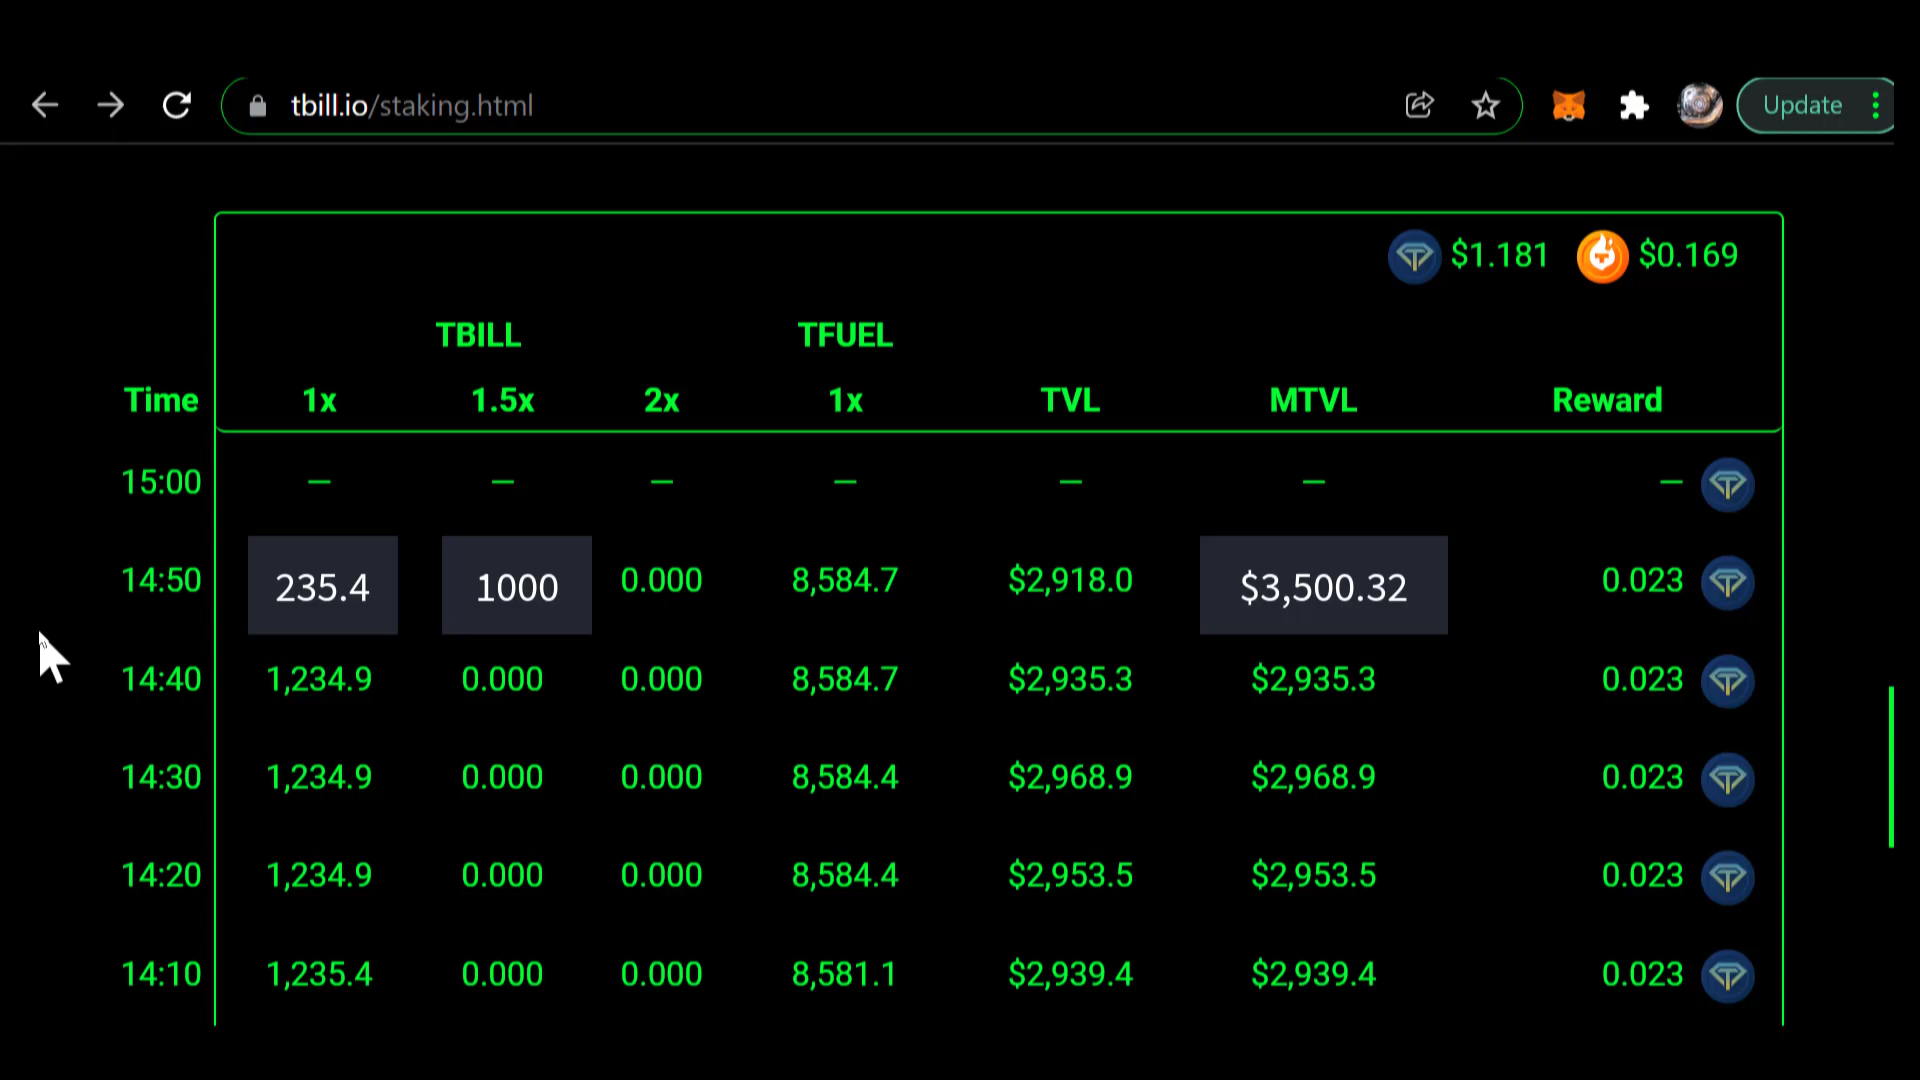 tbill.io/staking.html Update
$1.181 $0.169
TBILL TFUEL
Time 1x 1.5x 2x 1x TVL MTVL Reward
15:00 — — — — — — —
14:50 235.4 1000 0.000 8,584.7 $2,918.0 $3,500.32 0.023
14:40 1,234.9 0.000 0.000 8,584.7 $2,935.3 $2,935.3 0.023
14:30 1,234.9 0.000 0.000 8,584.4 $2,968.9 $2,968.9 0.023
14:20 1,234.9 0.000 0.000 8,584.4 $2,953.5 $2,953.5 0.023
14:10 1,235.4 0.000 0.000 8,581.1 $2,939.4 $2,939.4 0.023